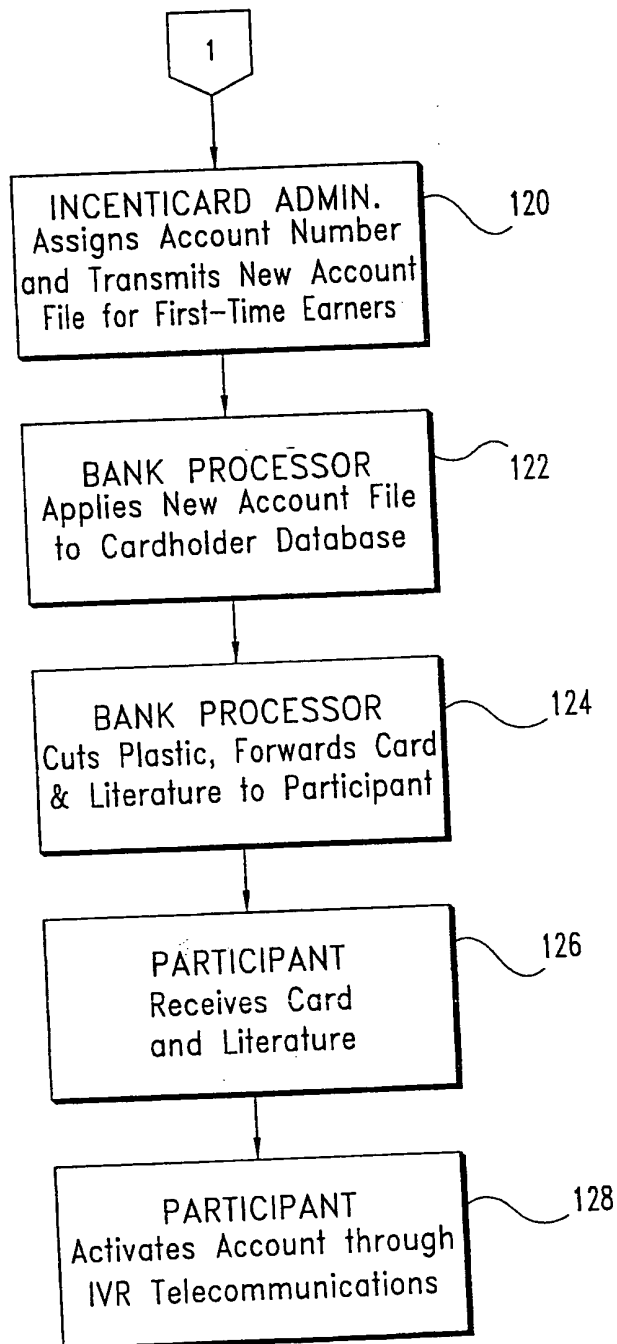 1
INCENTICARD ADMIN.
Assigns Account Number
and Transmits New Account
File for First-Time Earners
120
BANK PROCESSOR
Applies New Account File
to Cardholder Database
122
BANK PROCESSOR
Cuts Plastic, Forwards Card
& Literature to Participant
124
PARTICIPANT
Receives Card
and Literature
126
PARTICIPANT
Activates Account through
IVR Telecommunications
128